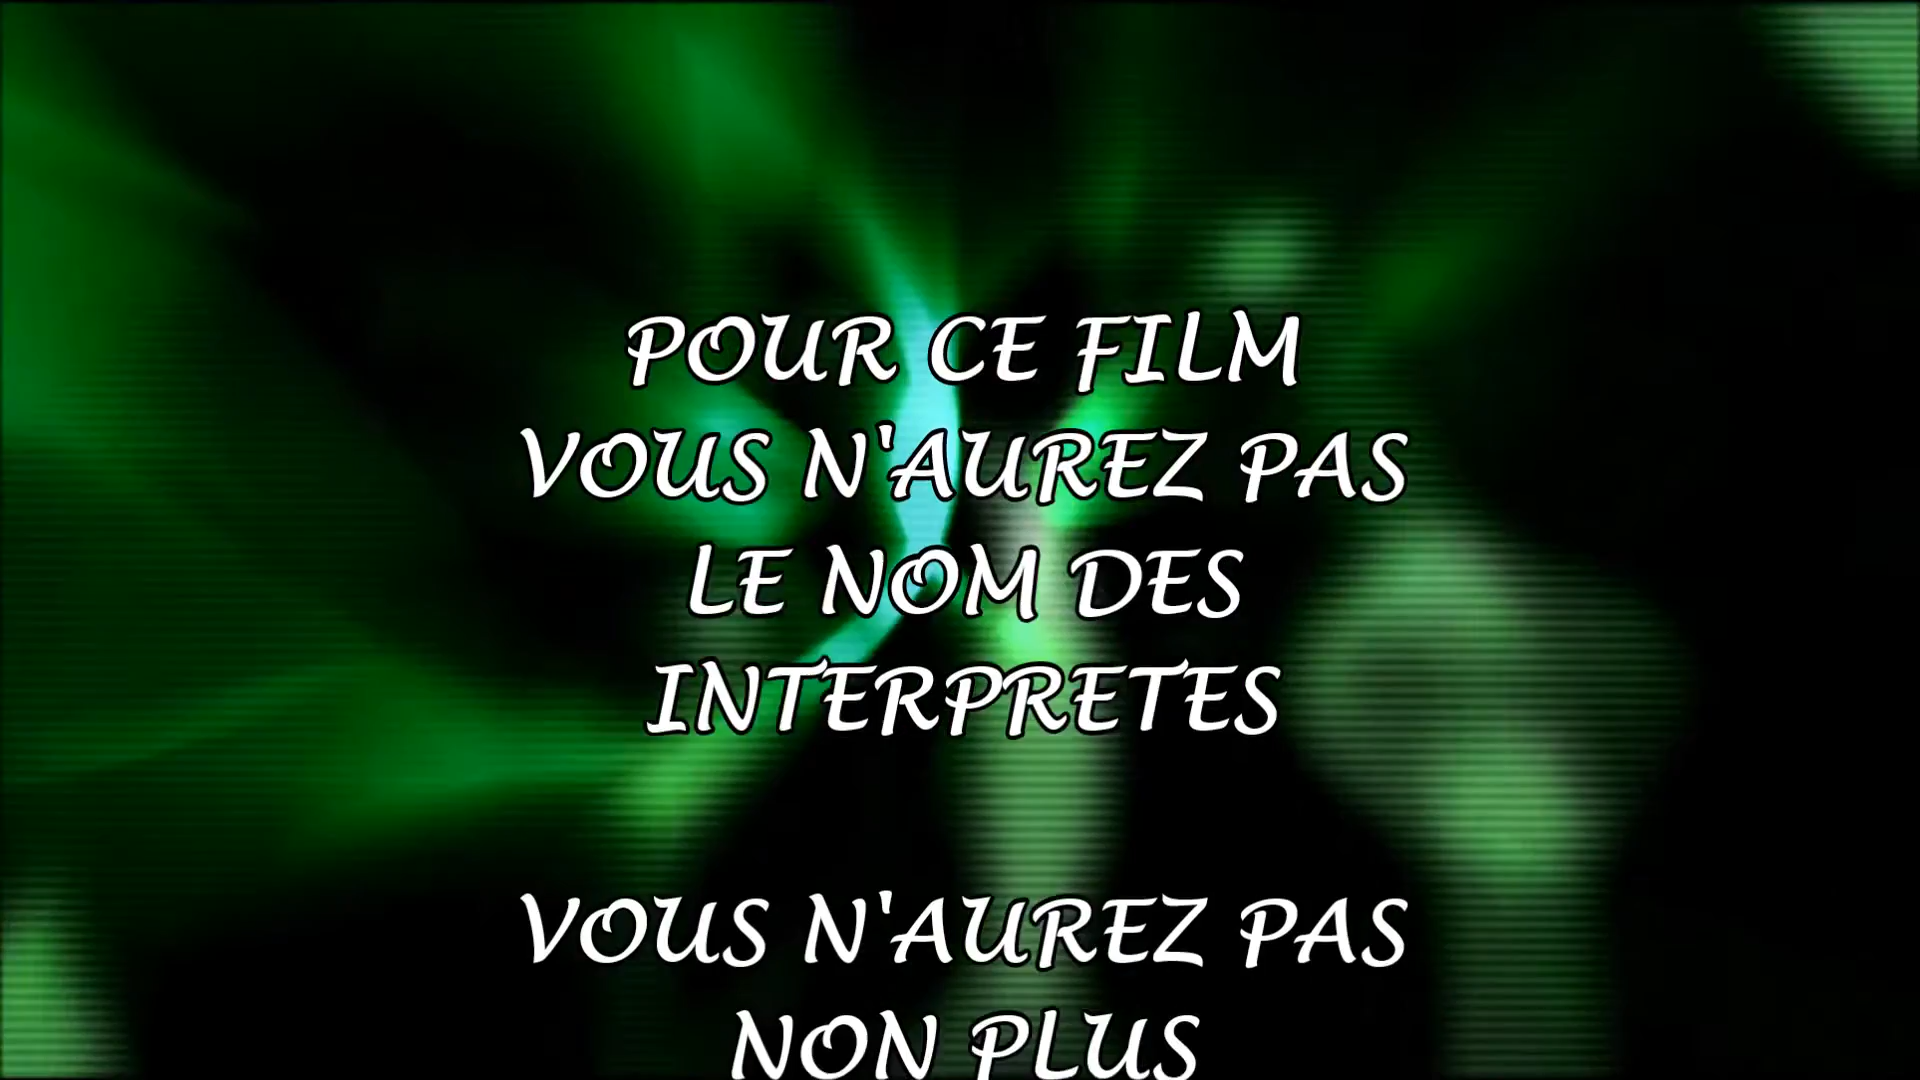 POUR CE FILM
VOUS N'AUREZ PAS
LE NOM DES
INTERPRETES
VOUS N'AUREZ PAS
NON PLUS